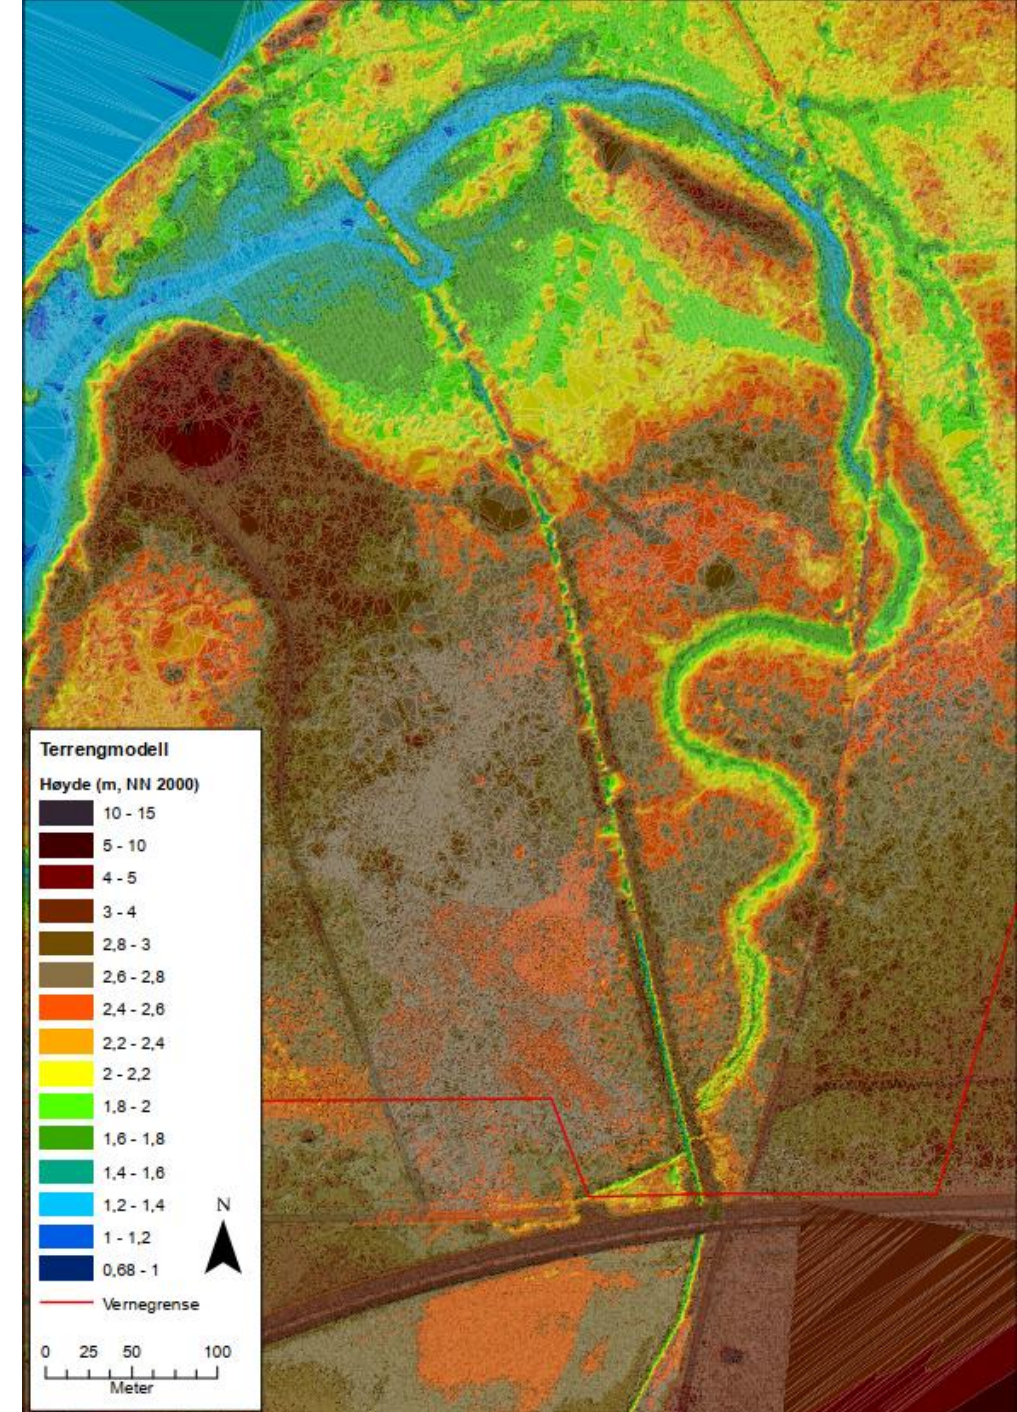 Terrengmodell
Høyde (m, NN 2000)
10 - 15
5 - 10
4 - 5
3 - 4
2,8 - 3
2,6 - 2,8
2,4 - 2,6
2,2 - 2,4
2 - 2,2
1,8 - 2
1,6 - 1,8
1,4 - 1,6
1,2 - 1,4
1 - 1,2
0,68 - 1
N
Vernegrense
0 25 50 100
Meter